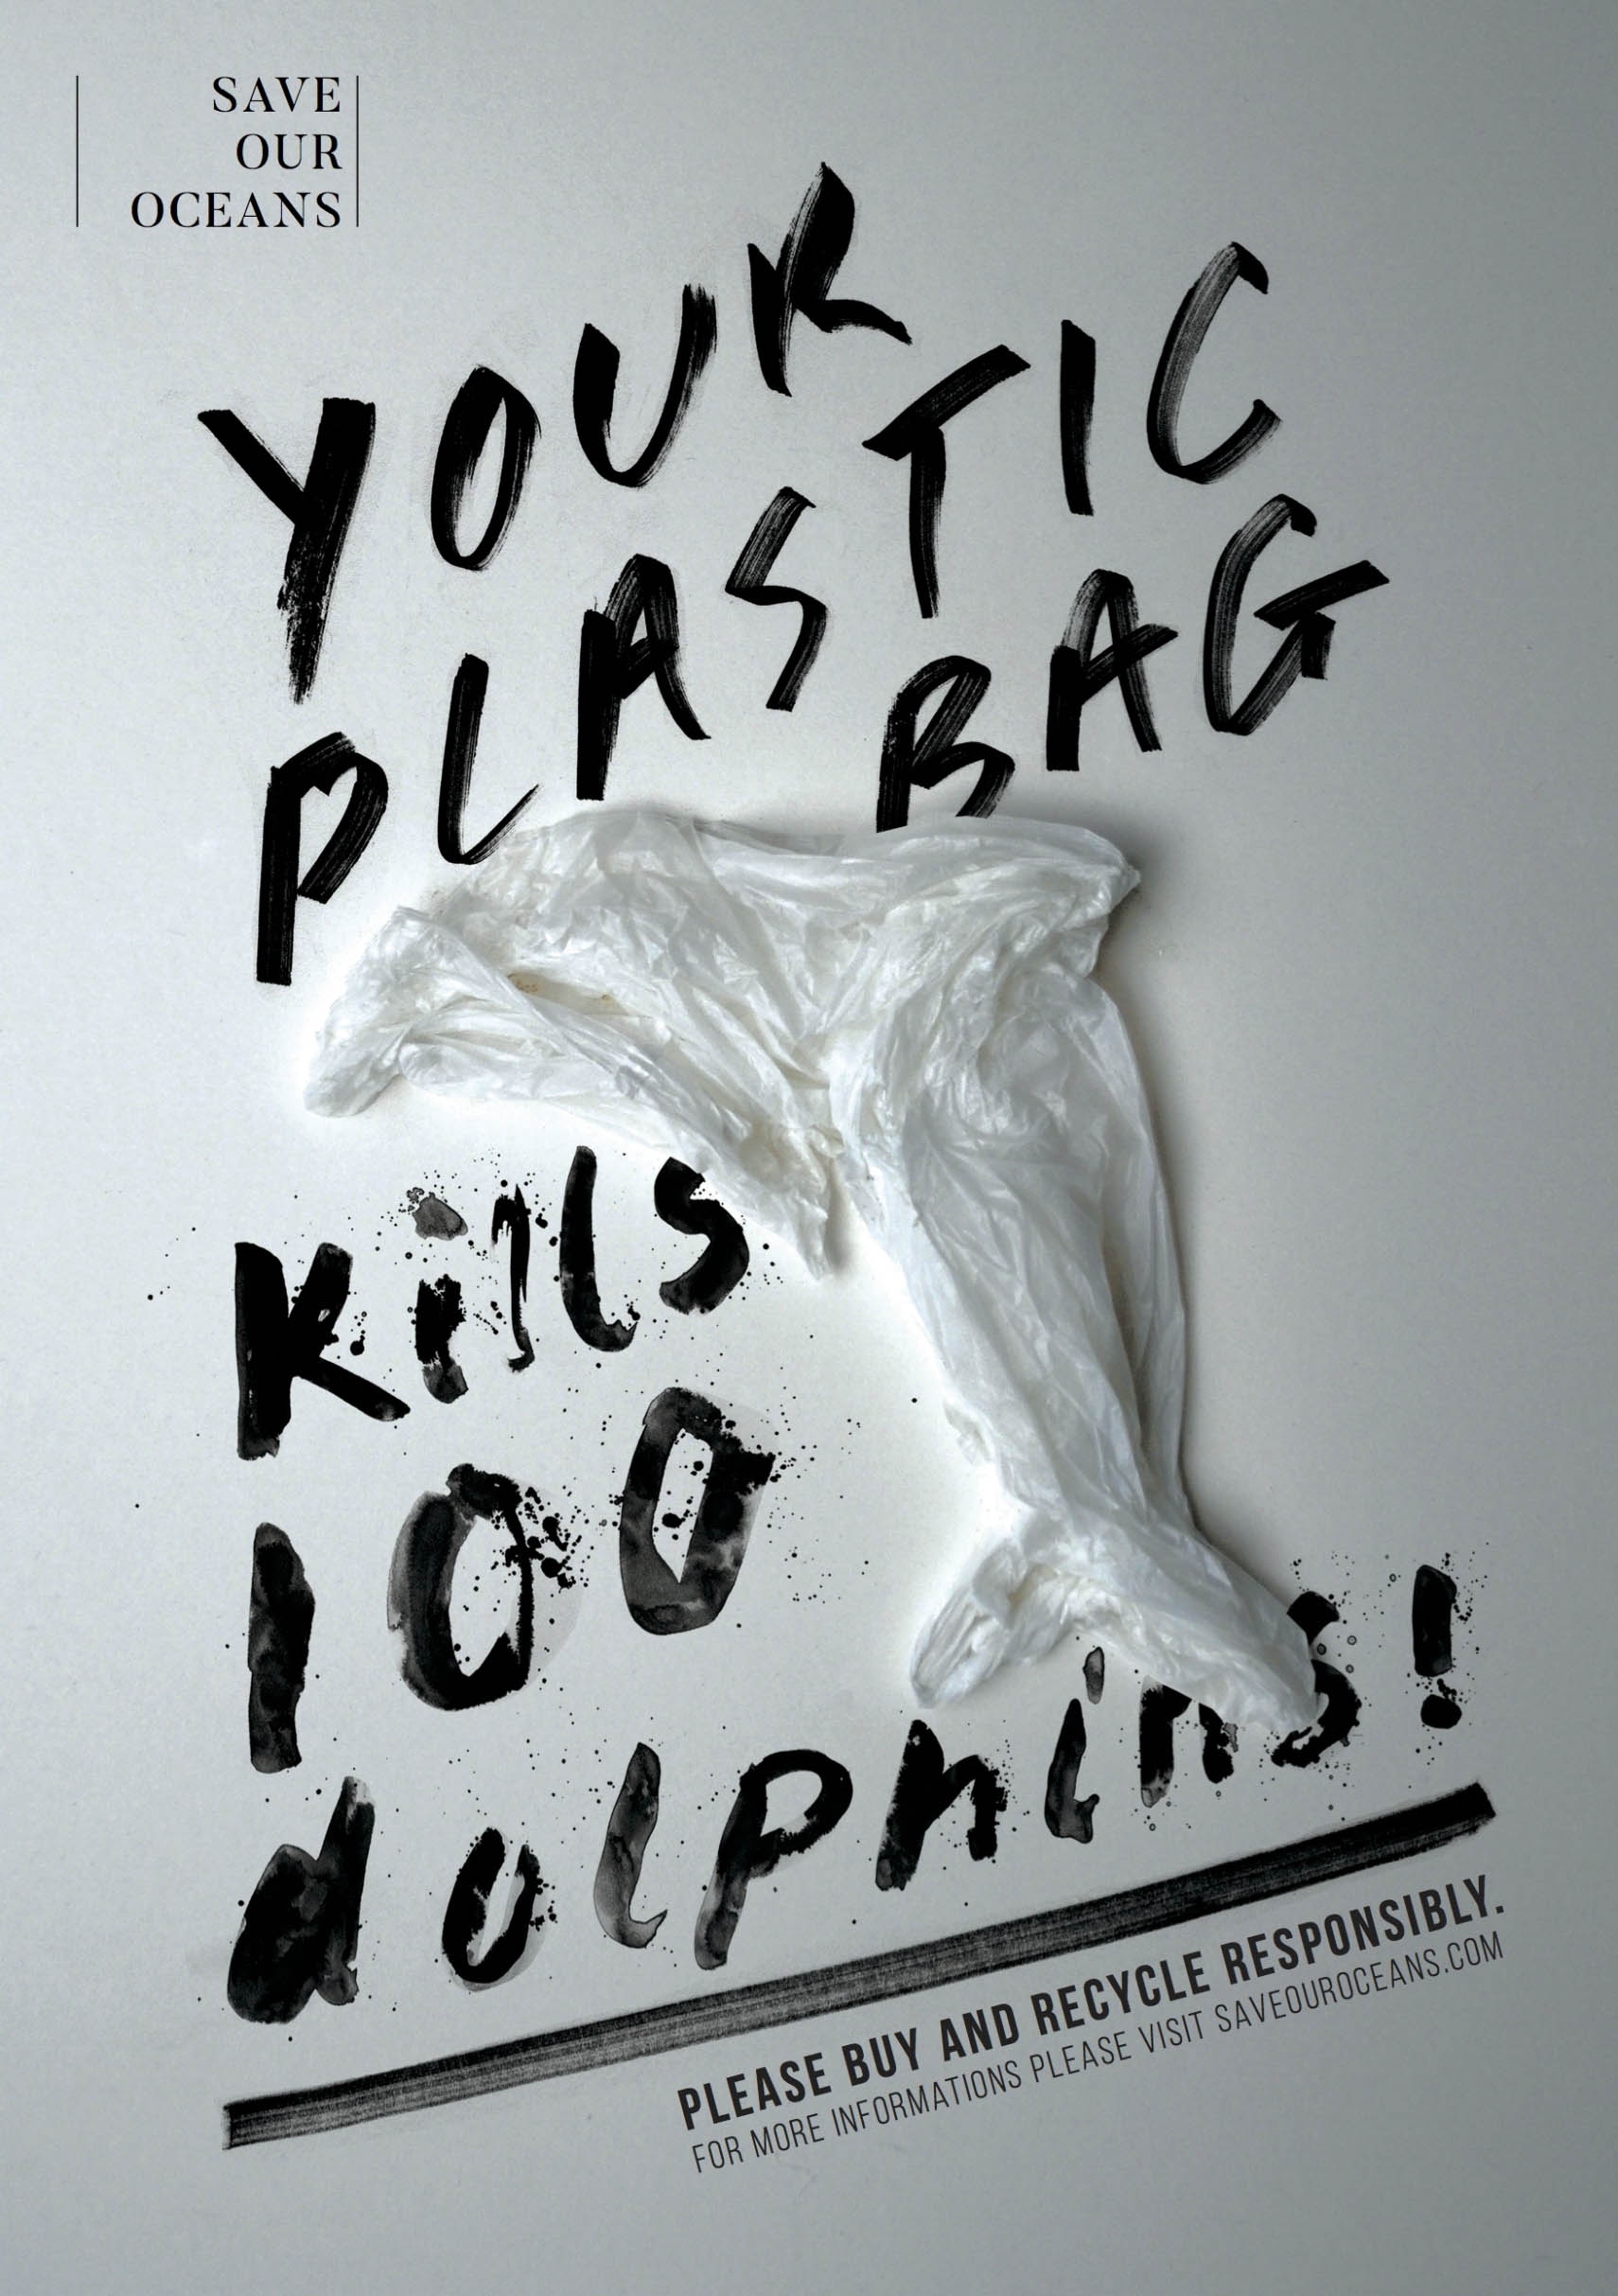 SAVE
OUR
OCEANS
YOUR
PLASTIC
BAG
Kills
100
dolphins!
PLEASE BUY AND RECYCLE RESPONSIBLY.
FOR MORE INFORMATIONS PLEASE VISIT SAVEOUROCEANS.COM